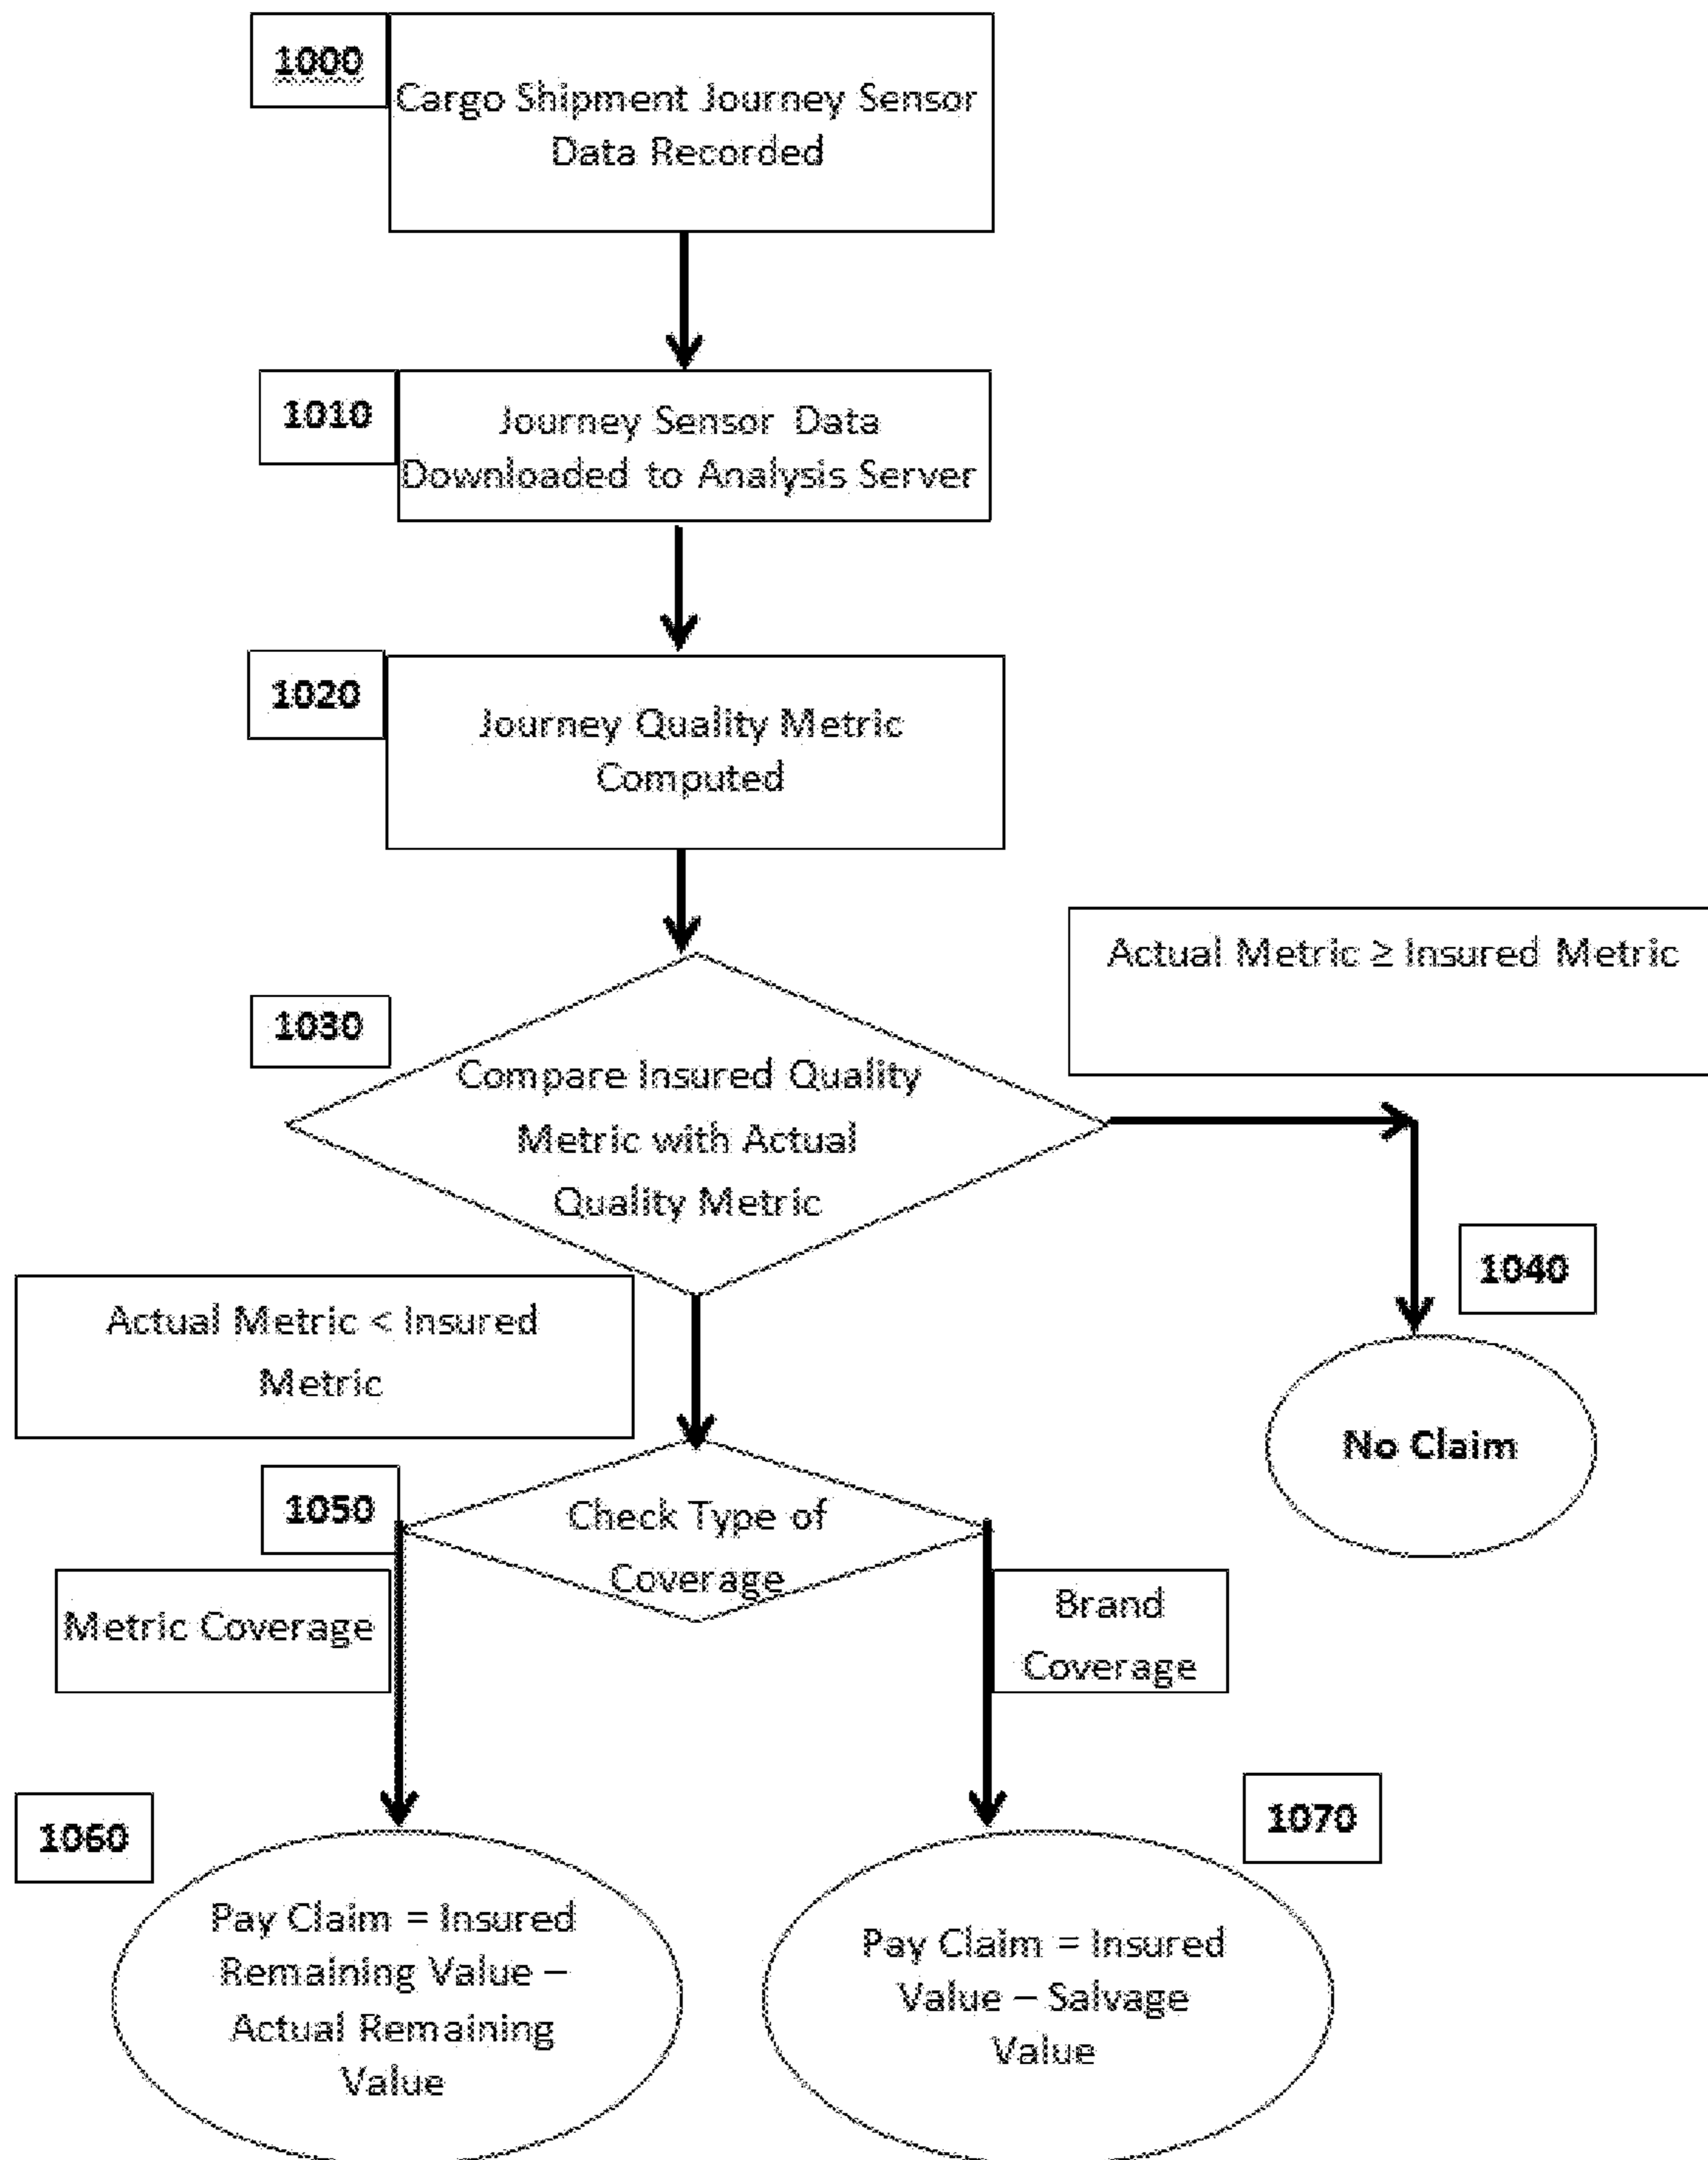 1000
Cargo Shipment Journey Sensor
Data Recorded
1010
Journey Sensor Data
Downloaded to Analysis Server
1020
Journey Quality Metric
Computed
Actual Metric ≥ Insured Metric
1030
Compare Insured Quality
Metric with Actual
Quality Metric
1040
No Claim
Actual Metric < Insured
Metric
1050
Check Type of
Coverage
Metric Coverage
Brand
Coverage
1060
Pay Claim = Insured
Remaining Value –
Actual Remaining
Value
1070
Pay Claim = Insured
Value – Salvage
Value